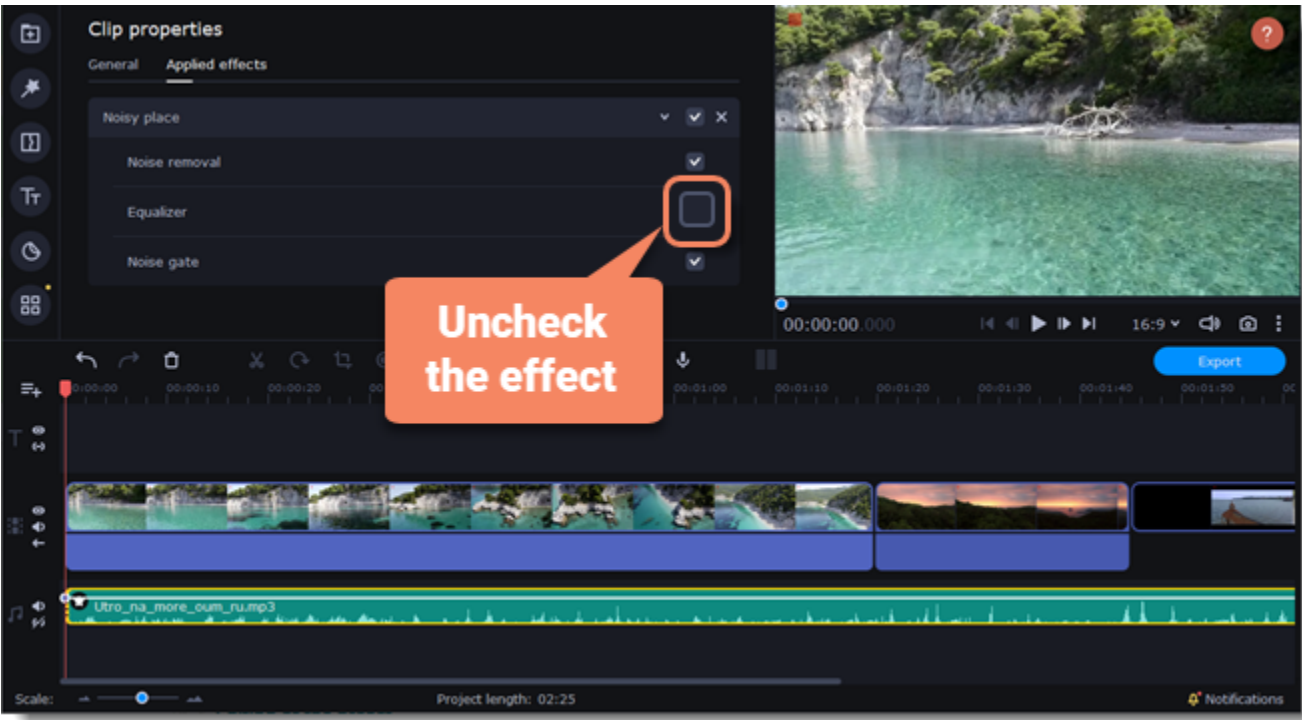 Clip properties
General Applied effects
Noisy place
Noise removal
Equalizer
Noise gate
Uncheck
the effect
?
00:00:00.000
16:9
Export
0:00:00 00:00:10 00:00:20 00:01:00 00:01:10 00:01:20 00:01:30 00:01:40 00:01:50
T
Utro_na_more_oum_ru.mp3
Scale:
Project length: 02:25
Notifications